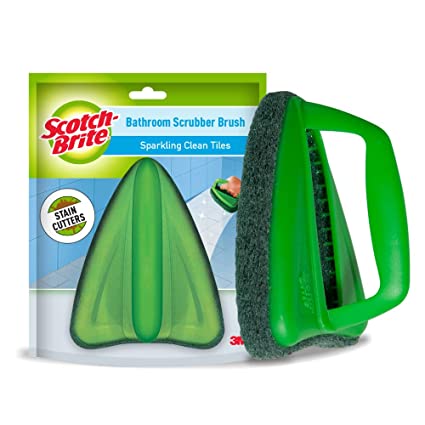 Scotch-
Brite
Bathroom Scrubber Brush
Sparkling Clean Tiles
STAIN
CUTTERS
3M